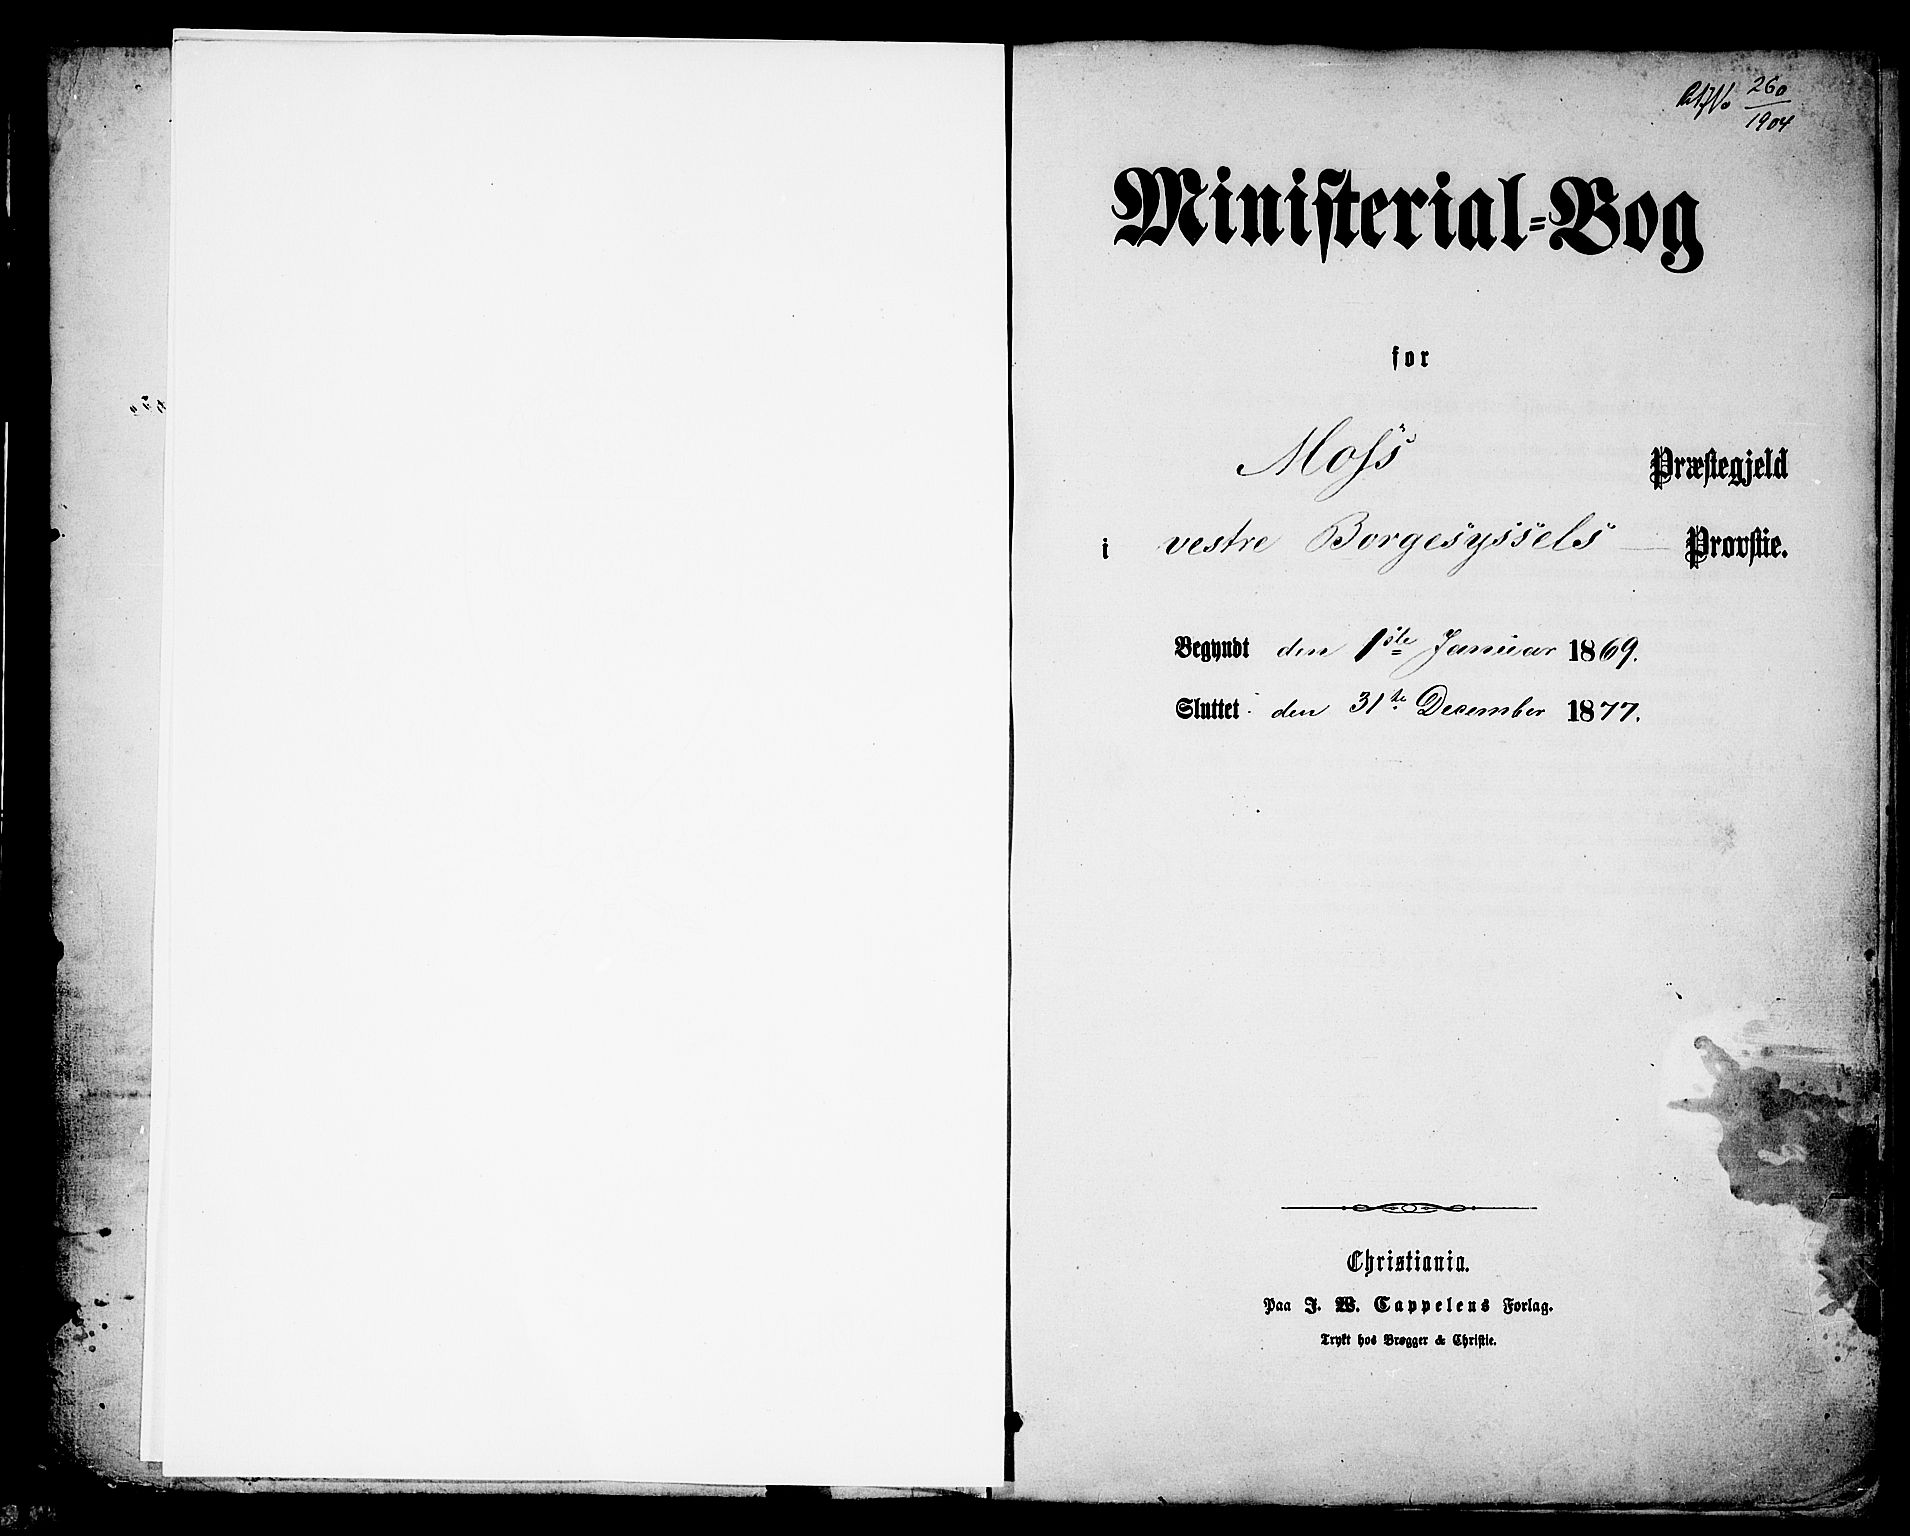 260
1904
Ministerial-Bog
for
Moss Præstegjeld
i vestre Borgesyssels Provstie.
Begyndt den 1ste Januar 1869.
Sluttet den 31te December 1877.
Christiania.
Paa J. W. Cappelens Forlag.
Trykt hos Brøgger & Christie.